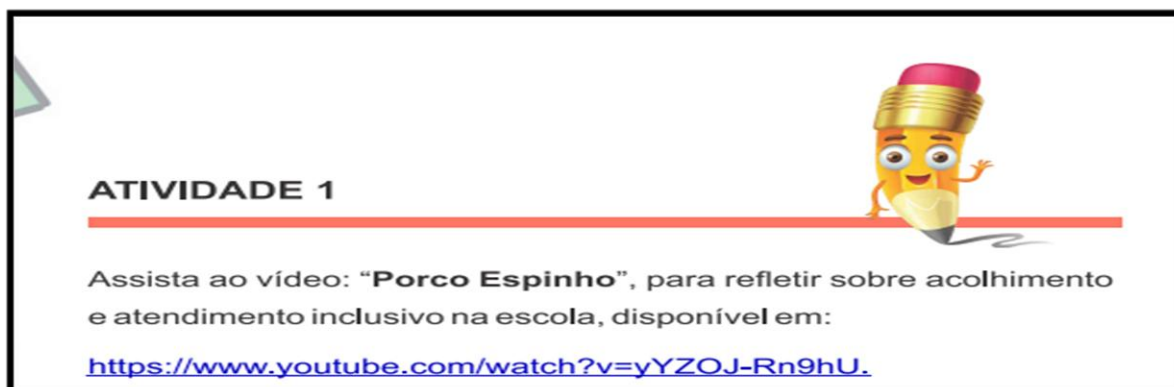 ATIVIDADE 1
Assista ao vídeo: “Porco Espinho”, para refletir sobre acolhimento
e atendimento inclusivo na escola, disponível em:
https://www.youtube.com/watch?v=yYZOJ-Rn9hU.